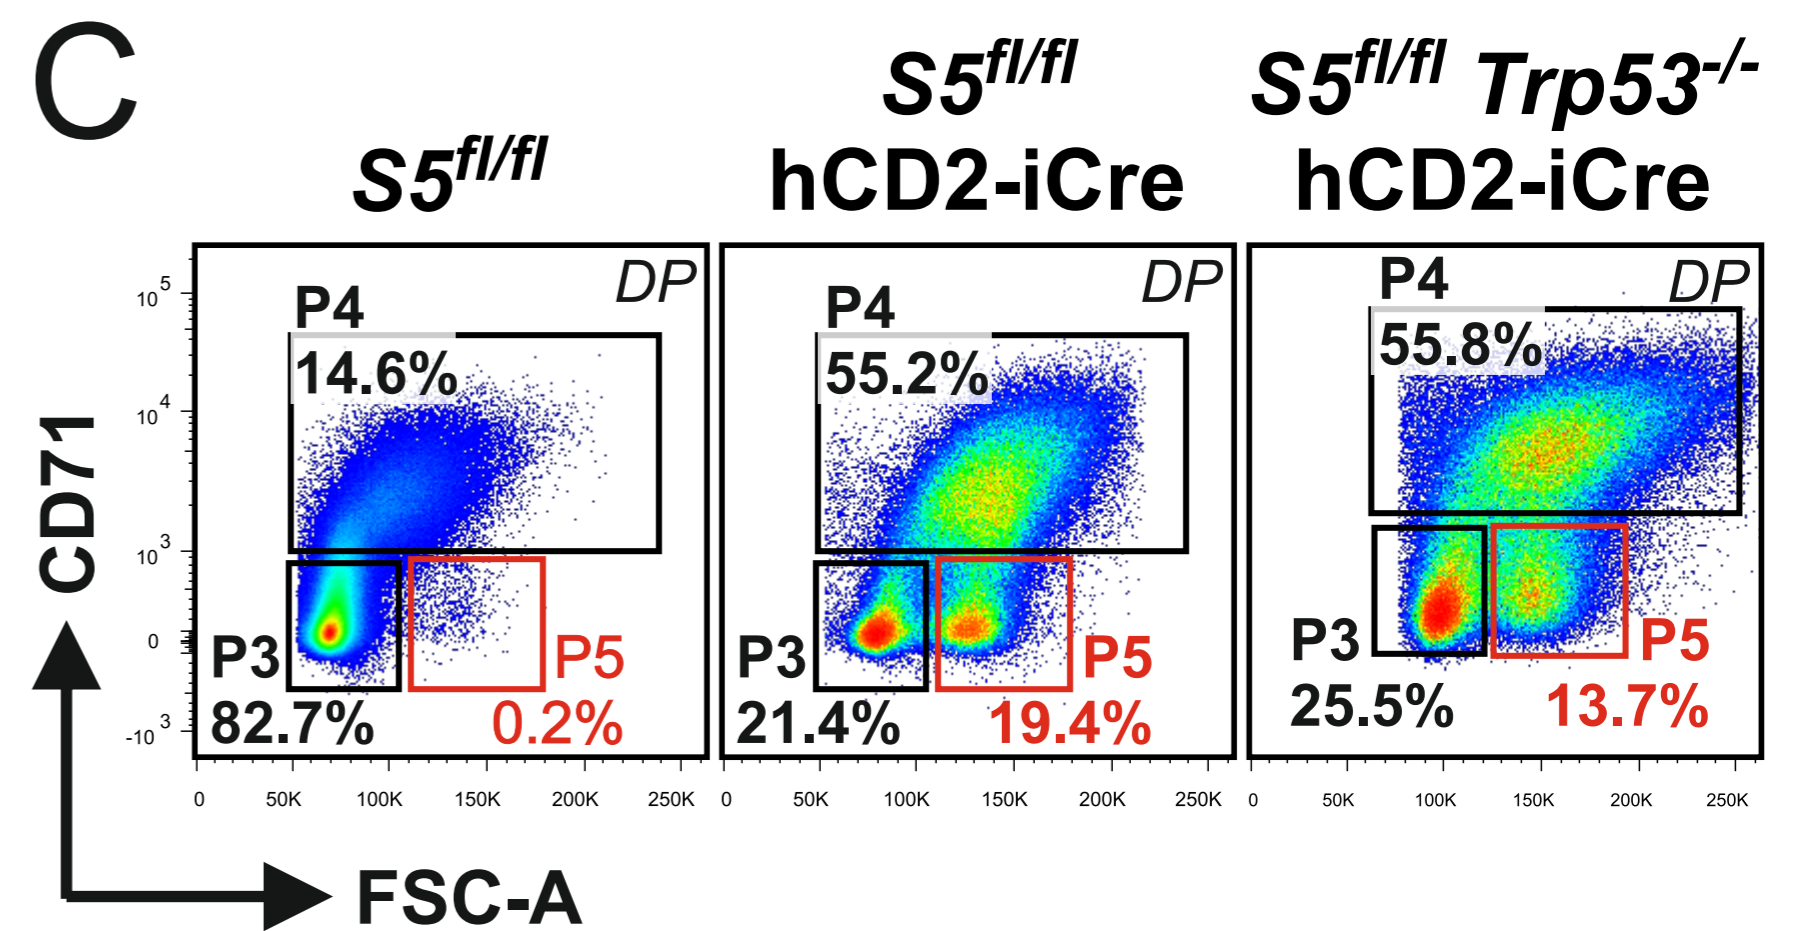 C
S5fl/fl
S5fl/fl
hCD2-iCre
S5fl/fl Trp53-/-
hCD2-iCre
DP
P4
14.6%
P3
82.7%
P5
0.2%
DP
P4
55.2%
P3
21.4%
P5
19.4%
DP
P4
55.8%
P3
25.5%
P5
13.7%
10 5
10 4
10 3
0
-10 3
0 50K 100K 150K 200K 250K
0 50K 100K 150K 200K 250K
0 50K 100K 150K 200K 250K
CD71
FSC-A